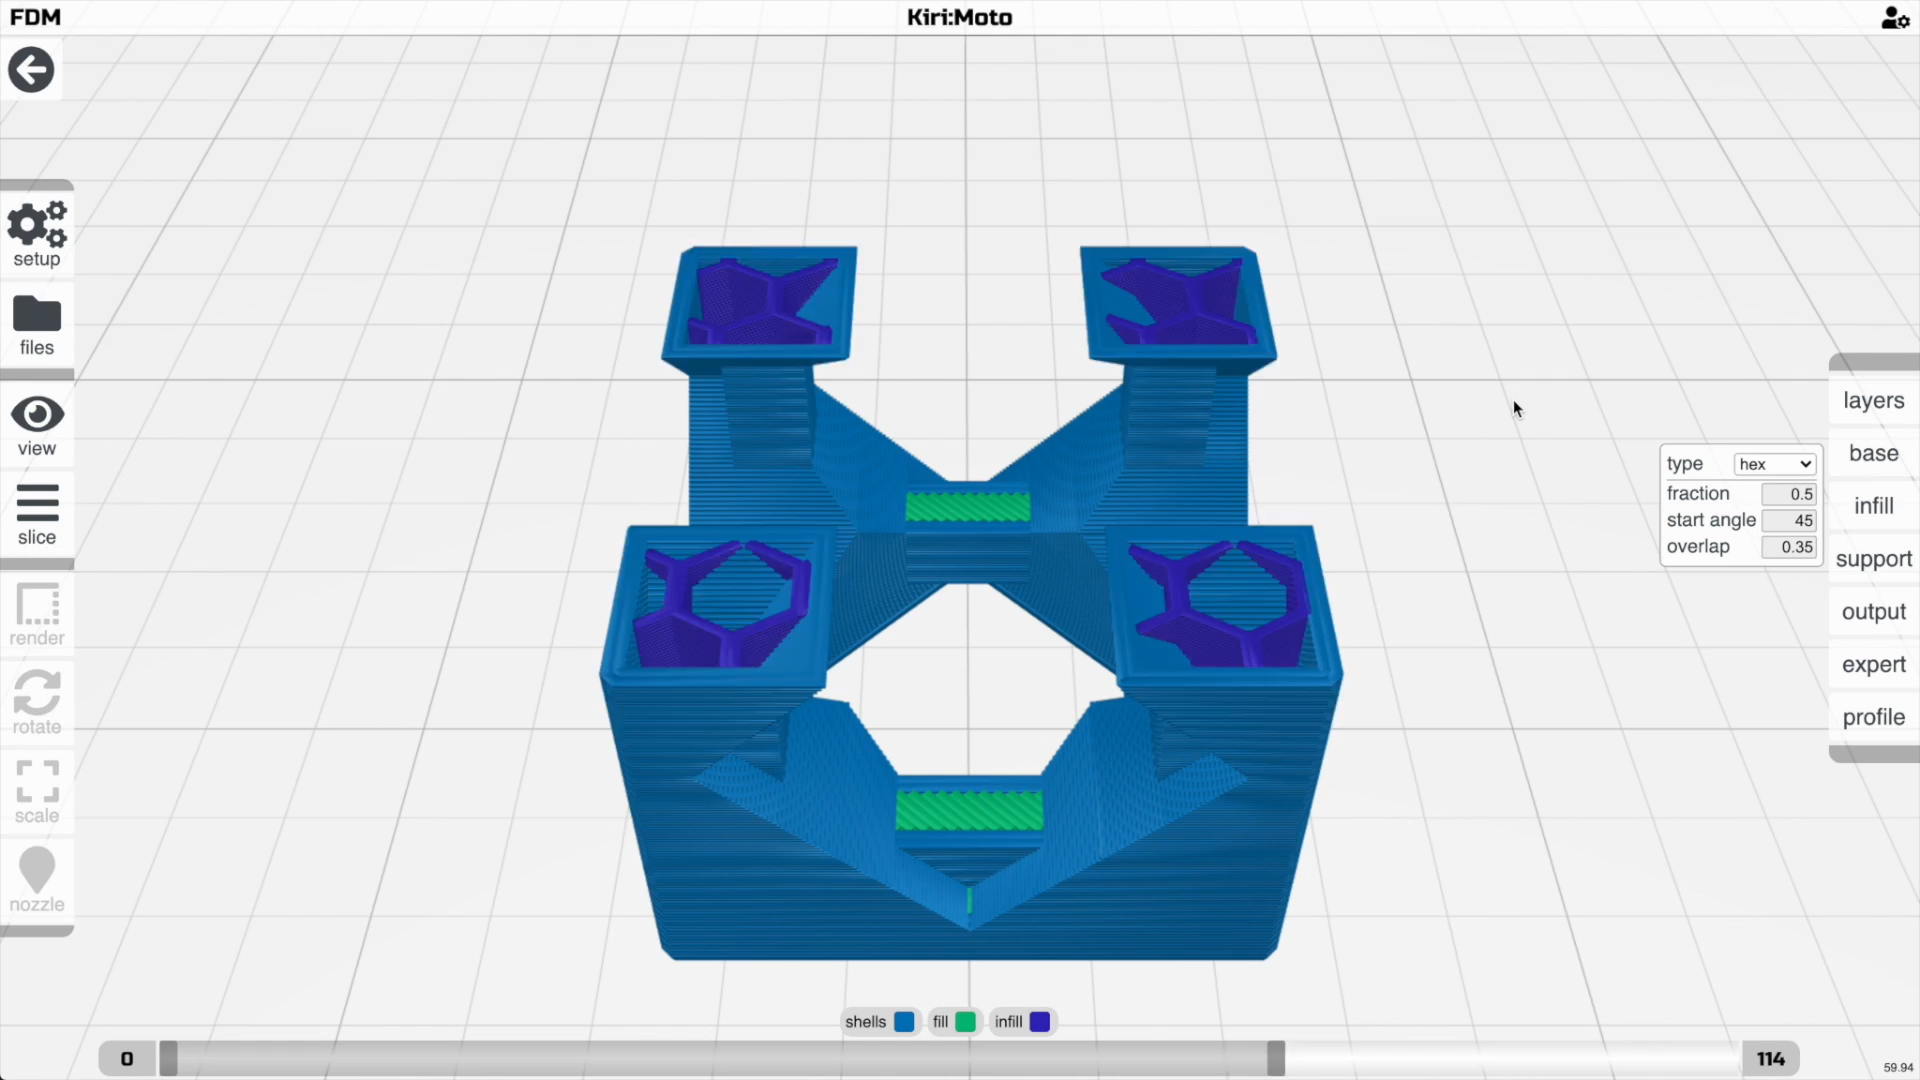 FDM
Kiri:Moto
setup
files
view
slice
render
rotate
scale
nozzle
type hex
fraction 0.5
start angle 45
overlap 0.35
layers
base
infill
support
output
expert
profile
shells fill infill
0
114
59.94